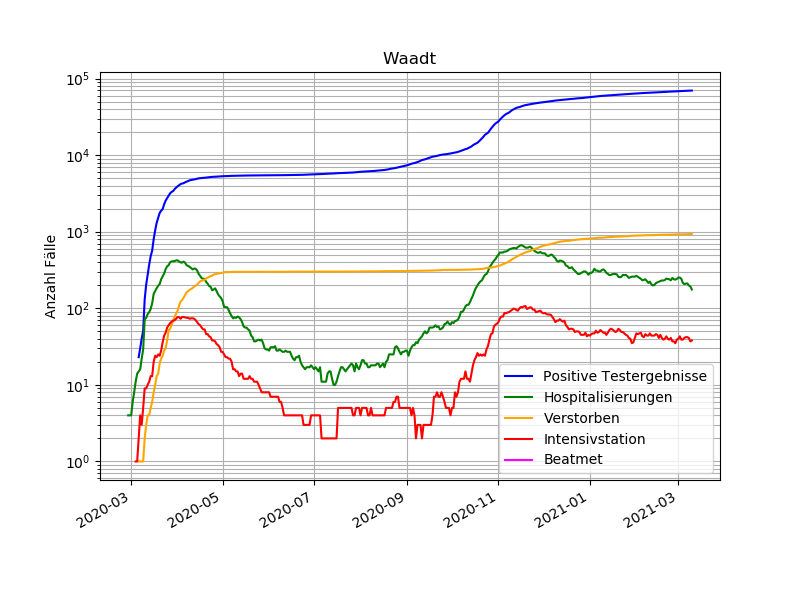 Waadt
Anzahl Fälle
10^5
10^4
10^3
10^2
10^1
10^0
Positive Testergebnisse
Hospitalisierungen
Verstorben
Intensivstation
Beatmet
2020-03
2020-05
2020-07
2020-09
2020-11
2021-01
2021-03